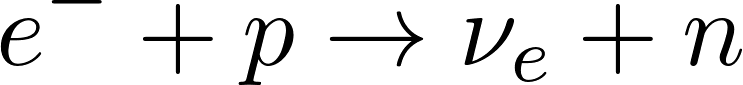 e⁻ + p → νₑ + n